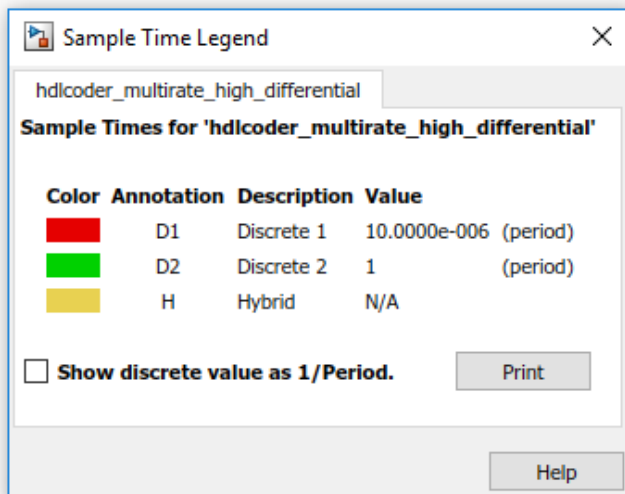 Sample Time Legend
hdlcoder_multirate_high_differential
Sample Times for 'hdlcoder_multirate_high_differential'
Color Annotation Description Value
D1 Discrete 1 10.0000e-006 (period)
D2 Discrete 2 1 (period)
H Hybrid N/A
Show discrete value as 1/Period. Print
Help